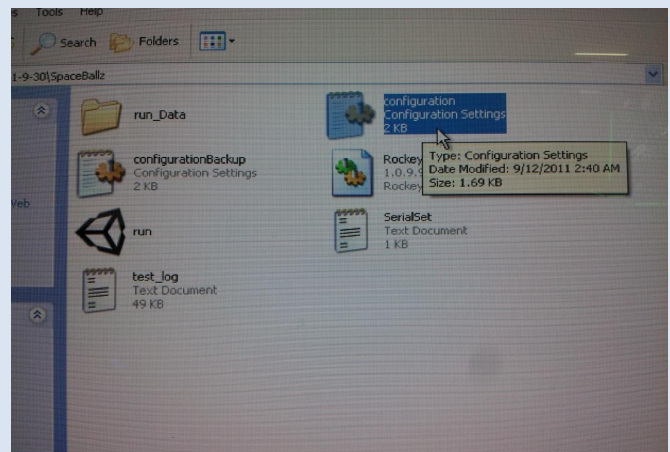 Tools Help
Search Folders
1-9-30\SpaceBallz
run_Data
configuration
Configuration Settings
2 KB
Type: Configuration Settings
Date Modified: 9/12/2011 2:40 AM
Size: 1.69 KB
configurationBackup
Configuration Settings
2 KB
Rockey
1.0.9.
Rockey
run
SerialSet
Text Document
1 KB
test_log
Text Document
49 KB